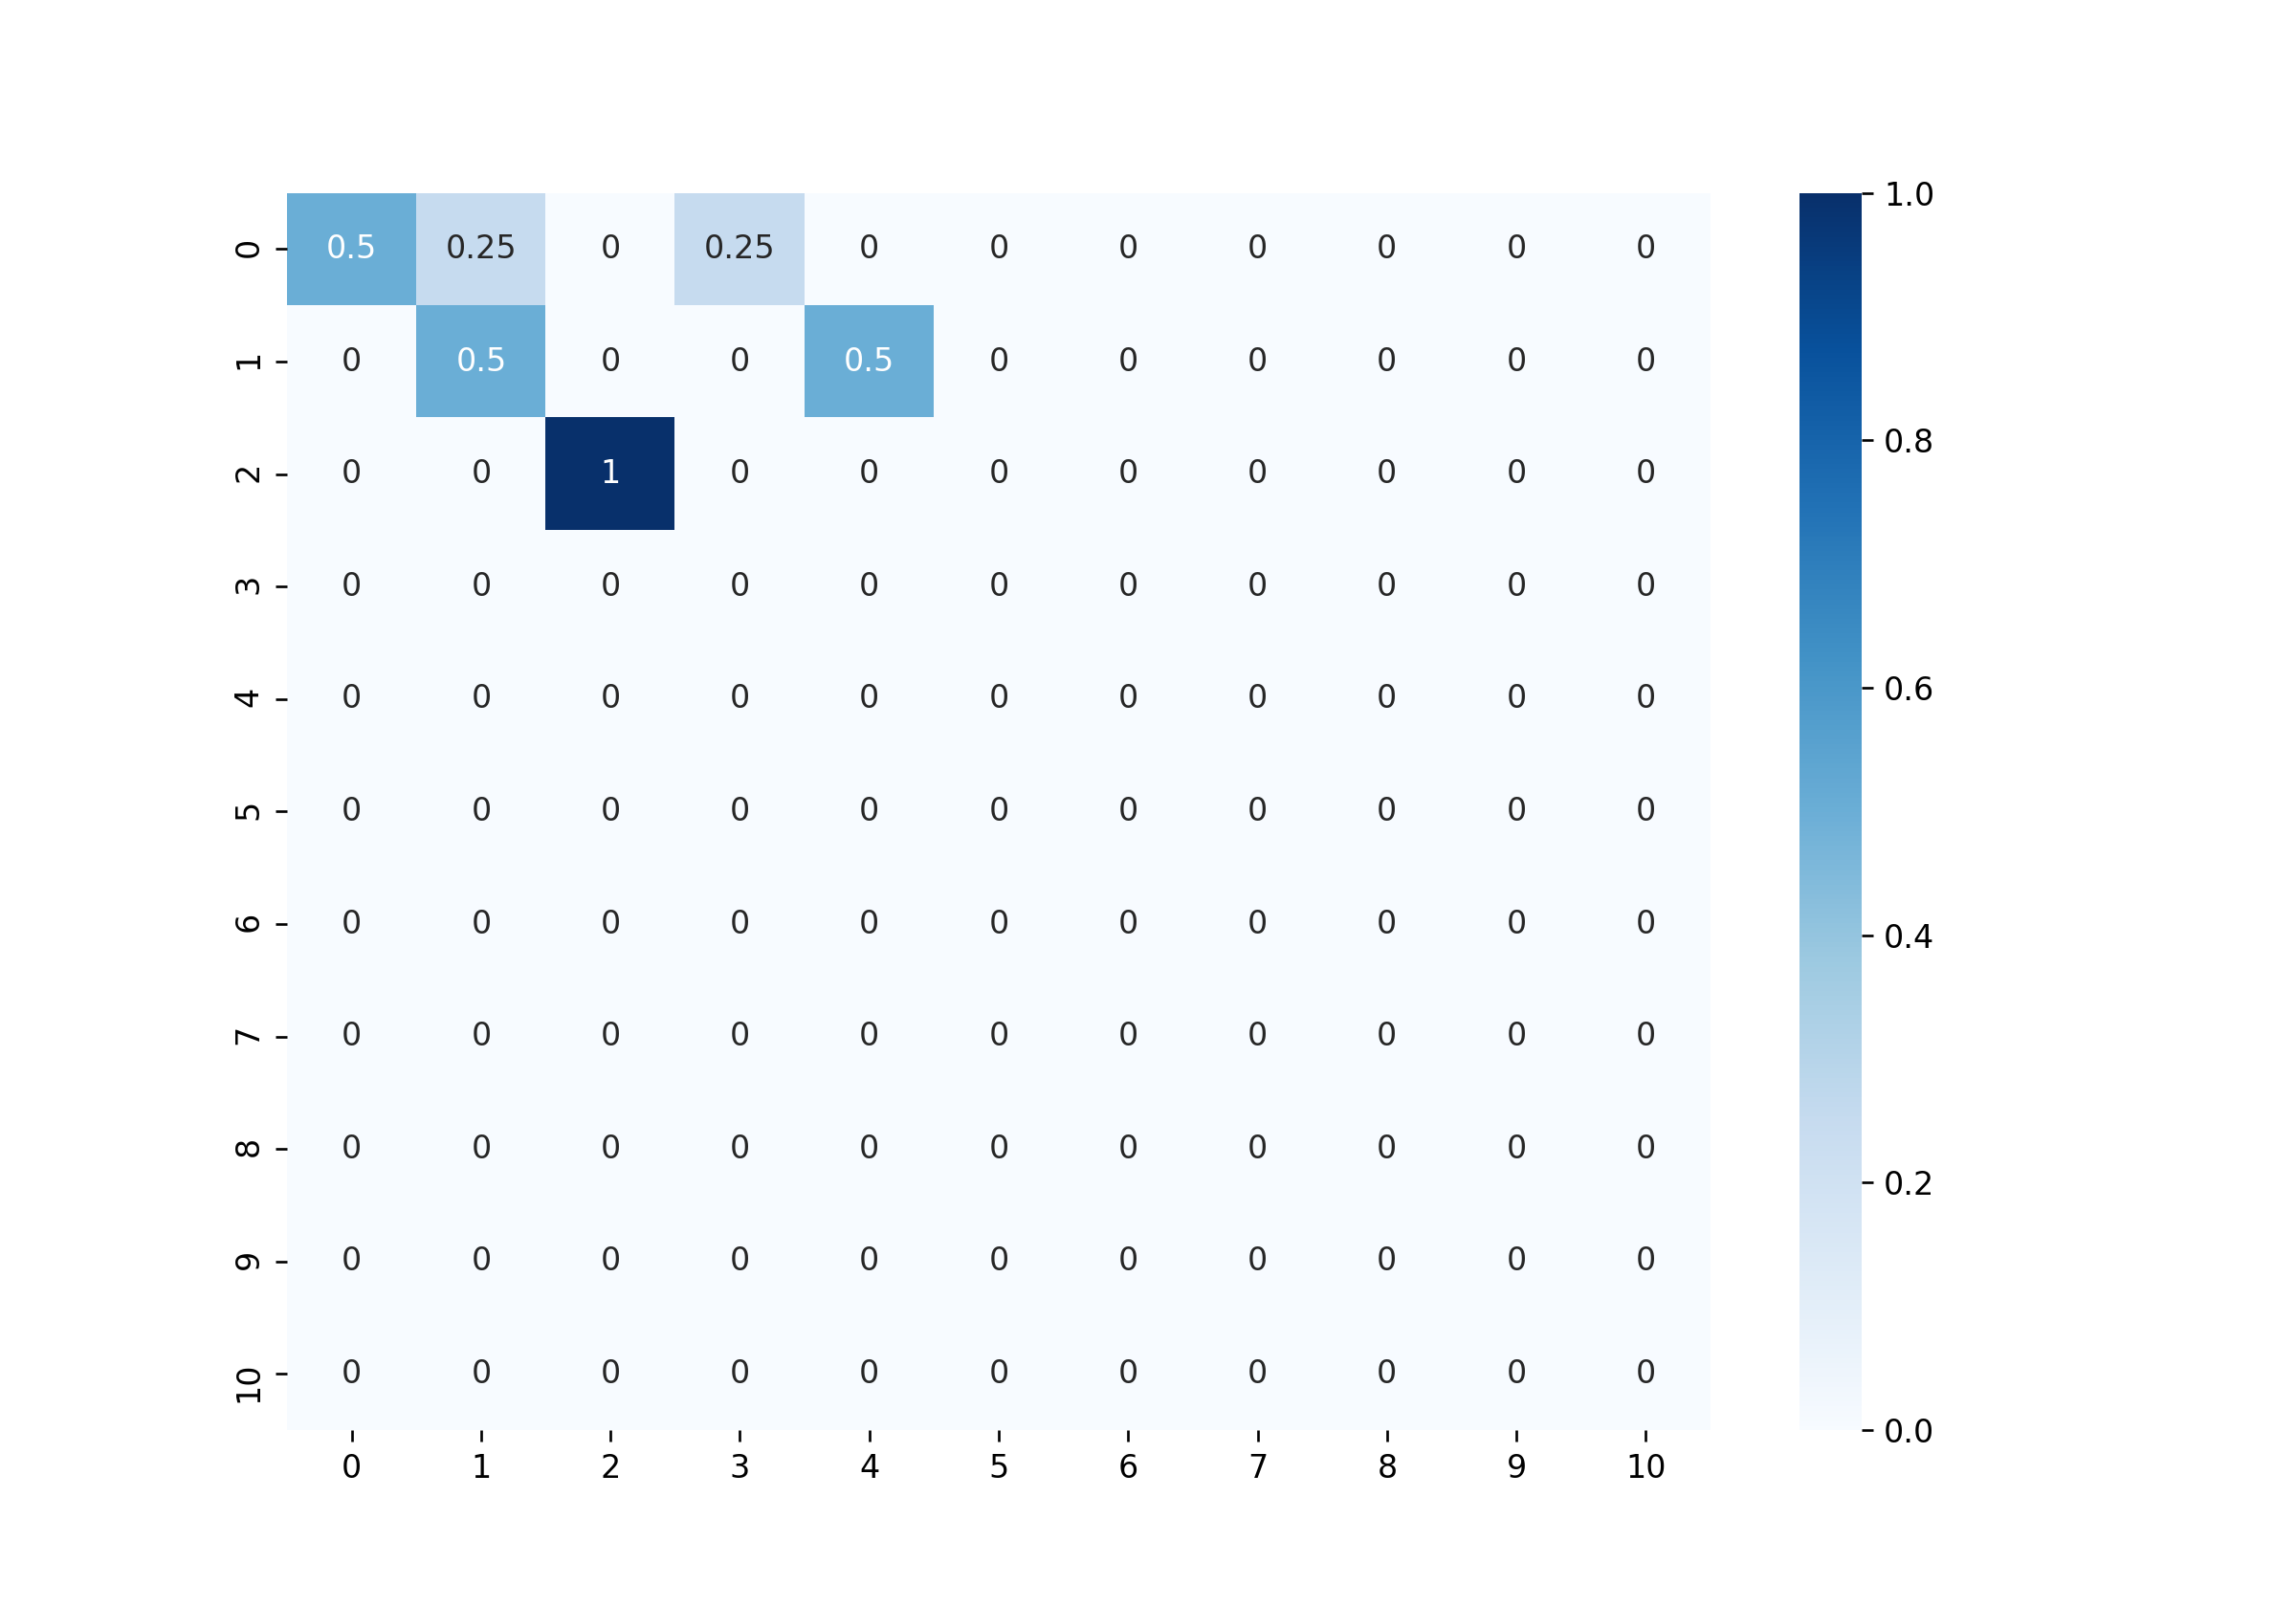 0 0.5 0.25 0 0.25 0 0 0 0 0 0 0
1 0 0.5 0 0 0.5 0 0 0 0 0 0
2 0 0 1 0 0 0 0 0 0 0 0
3 0 0 0 0 0 0 0 0 0 0 0
4 0 0 0 0 0 0 0 0 0 0 0
5 0 0 0 0 0 0 0 0 0 0 0
6 0 0 0 0 0 0 0 0 0 0 0
7 0 0 0 0 0 0 0 0 0 0 0
8 0 0 0 0 0 0 0 0 0 0 0
9 0 0 0 0 0 0 0 0 0 0 0
10 0 0 0 0 0 0 0 0 0 0 0
0 1 2 3 4 5 6 7 8 9 10
1.0
0.8
0.6
0.4
0.2
0.0